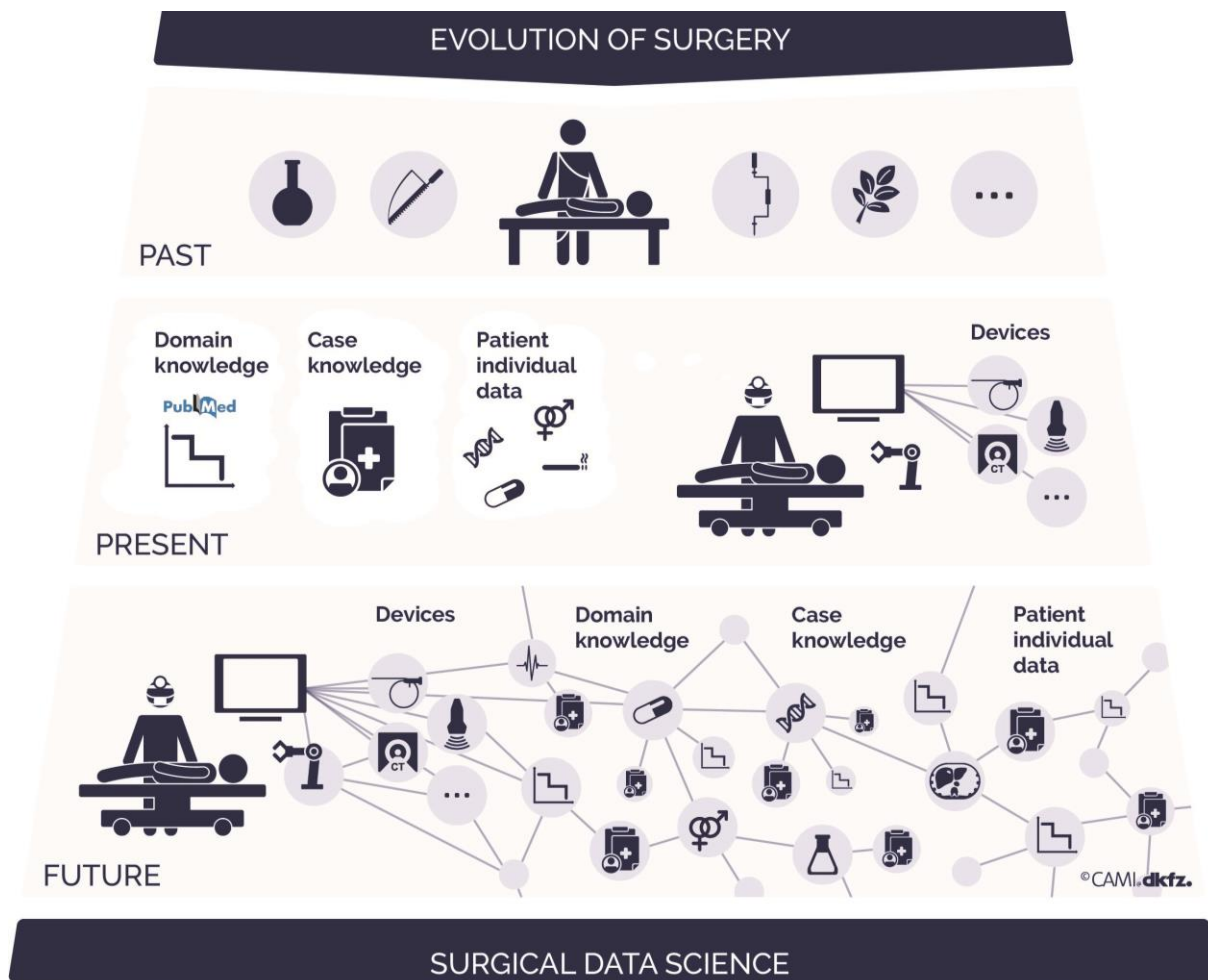 EVOLUTION OF SURGERY
PAST
Domain
knowledge
PubMed
Case
knowledge
Patient
individual
data
Devices
CT
PRESENT
Devices
Domain
knowledge
Case
knowledge
Patient
individual
data
CT
FUTURE
©CAMI.dkfz.
SURGICAL DATA SCIENCE